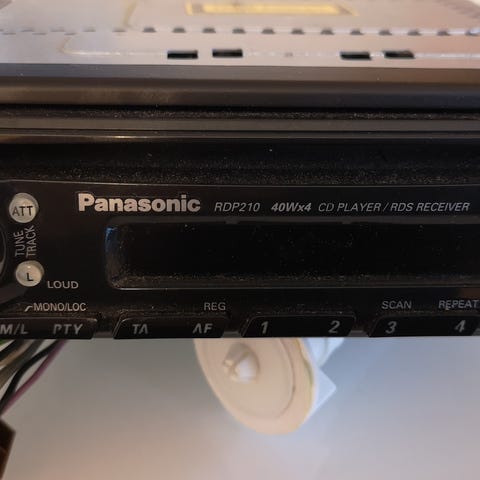 Panasonic RDP210 40Wx4 CD PLAYER / RDS RECEIVER
ATT
TUNE
TRACK
L LOUD
MONO/LOC REG SCAN REPEAT
M/L PTY TA AF 1 2 3 4